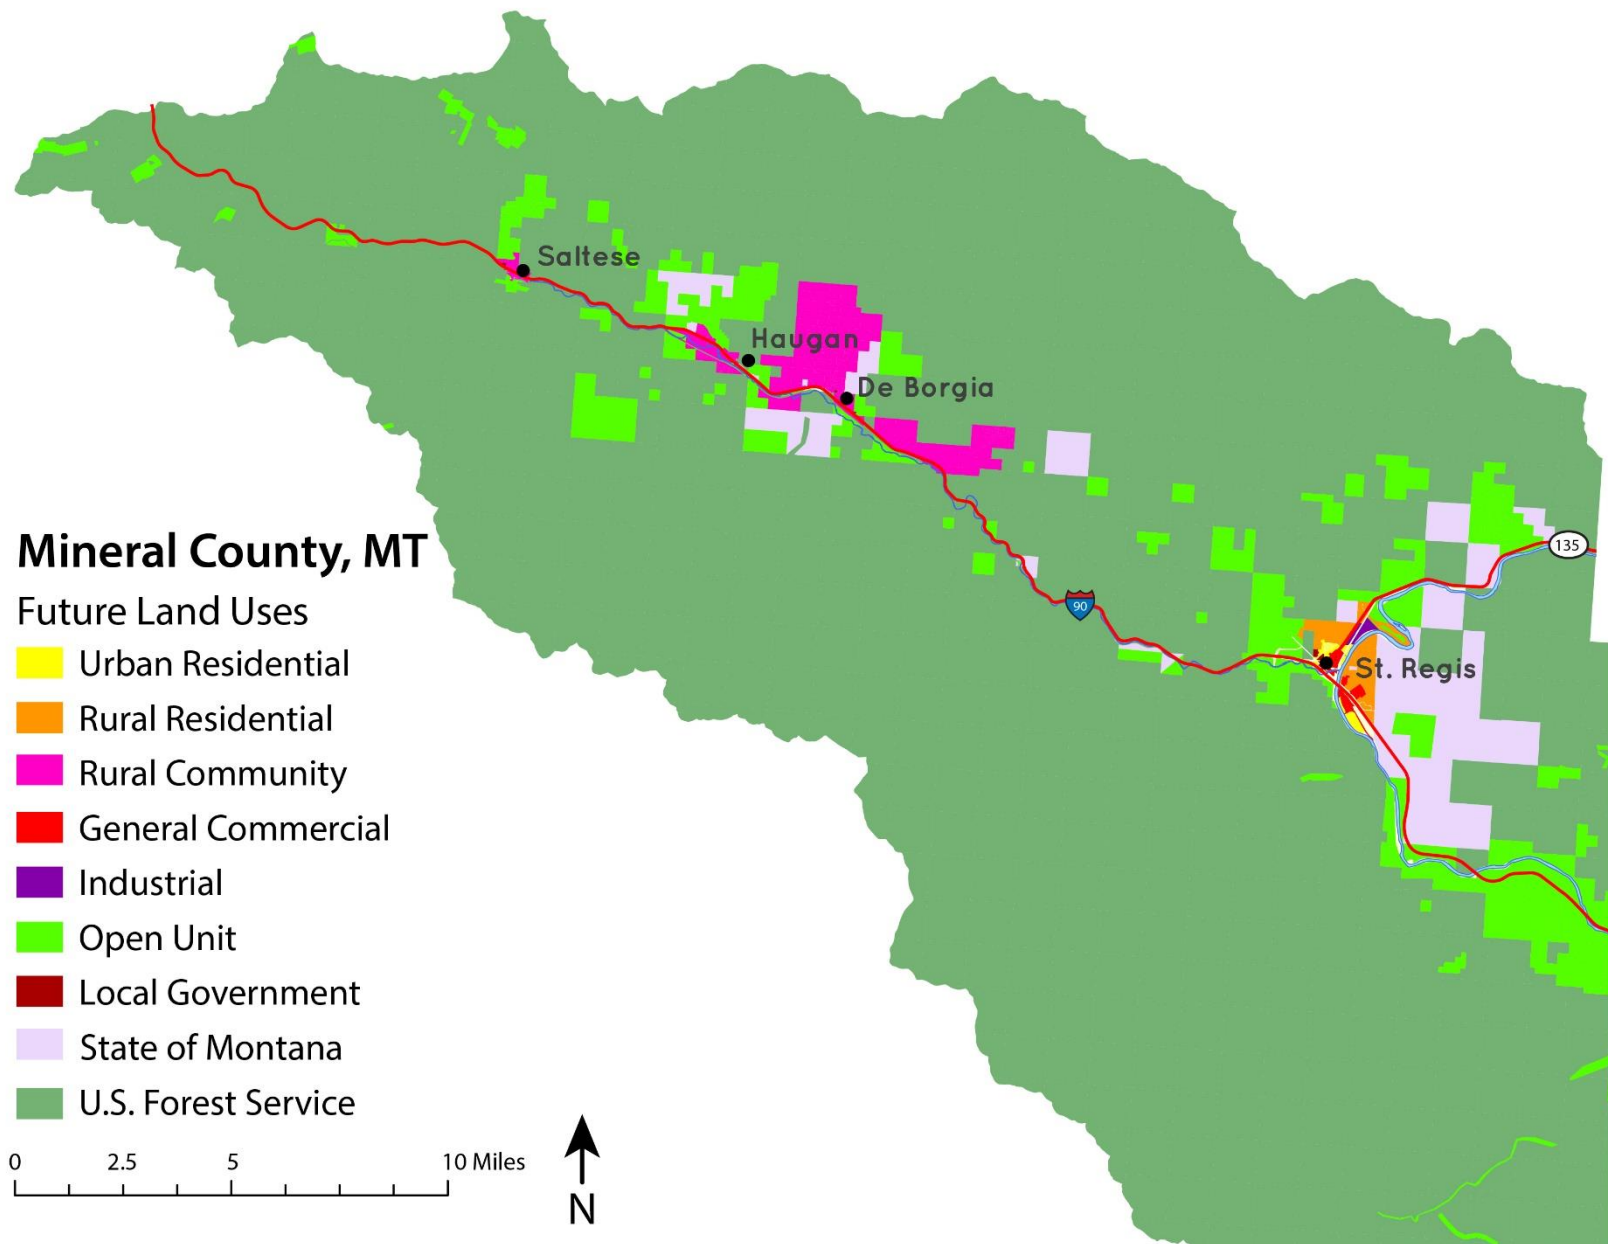 Saltese
Haugan
De Borgia
135
90
St. Regis
Mineral County, MT
Future Land Uses
Urban Residential
Rural Residential
Rural Community
General Commercial
Industrial
Open Unit
Local Government
State of Montana
U.S. Forest Service
0 2.5 5 10 Miles
N